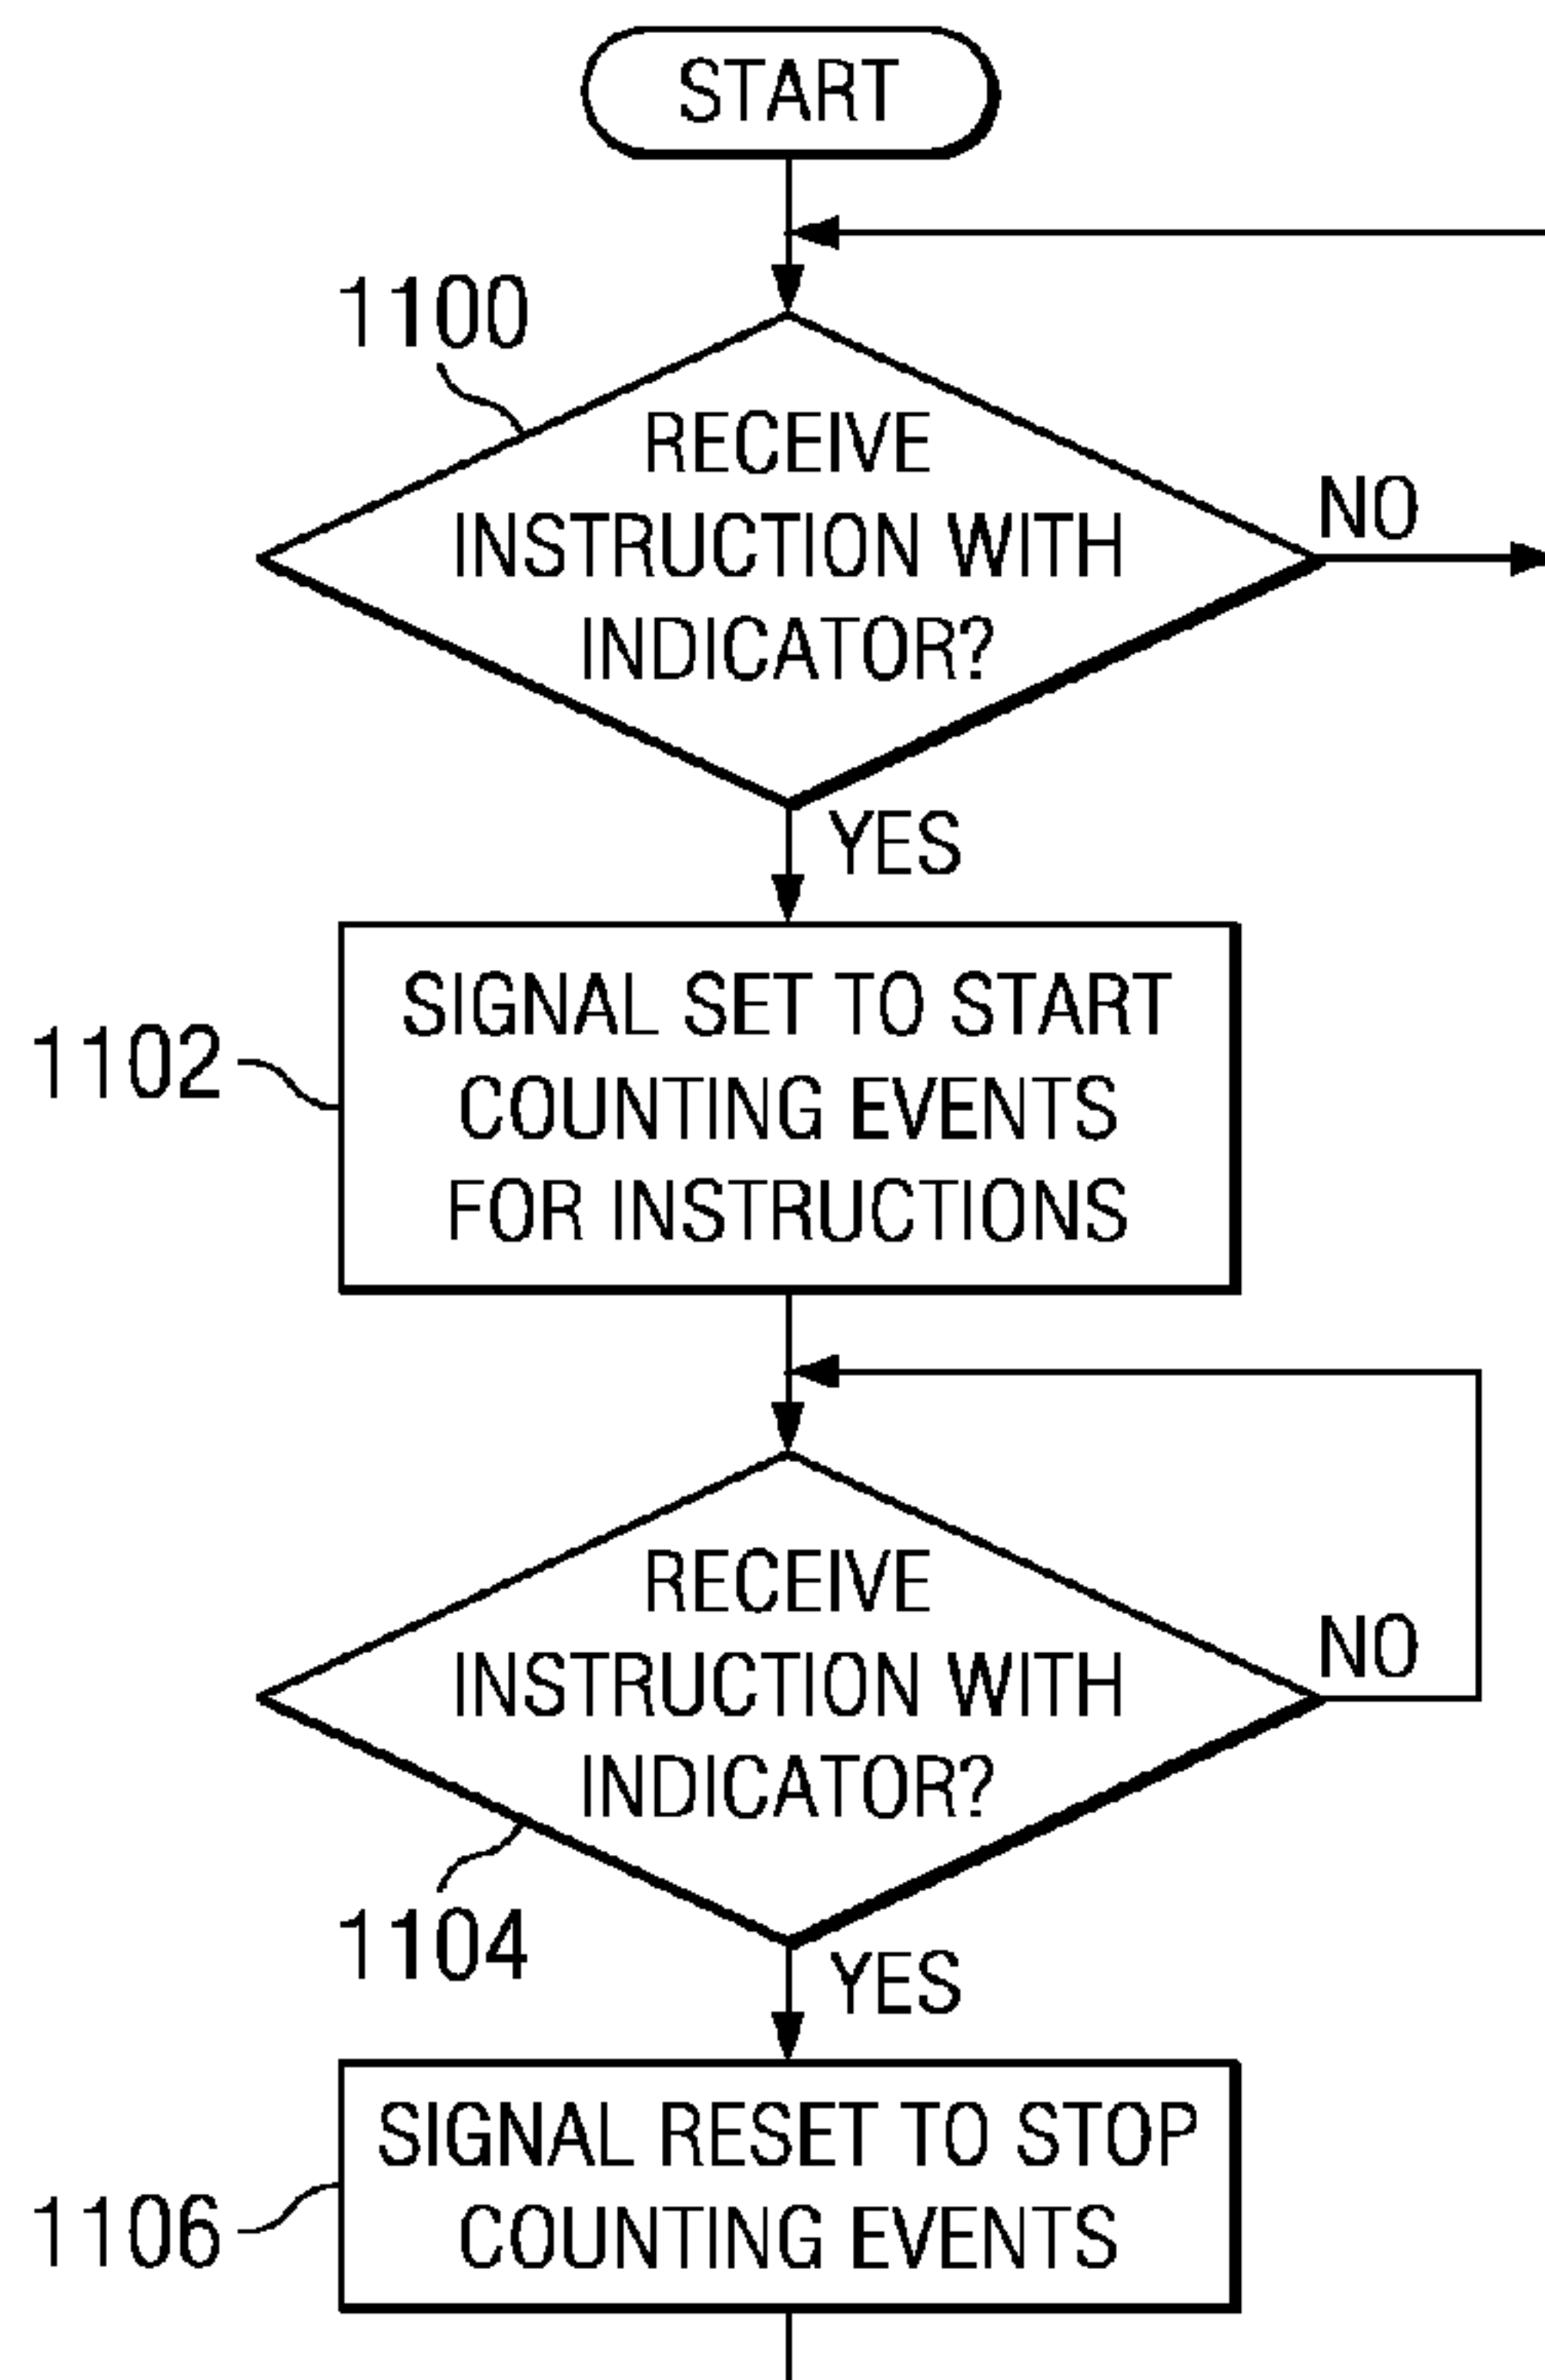 START
1100
RECEIVE
INSTRUCTION WITH
INDICATOR?
NO
YES
1102
SIGNAL SET TO START
COUNTING EVENTS
FOR INSTRUCTIONS
RECEIVE
INSTRUCTION WITH
INDICATOR?
NO
1104
YES
1106
SIGNAL RESET TO STOP
COUNTING EVENTS